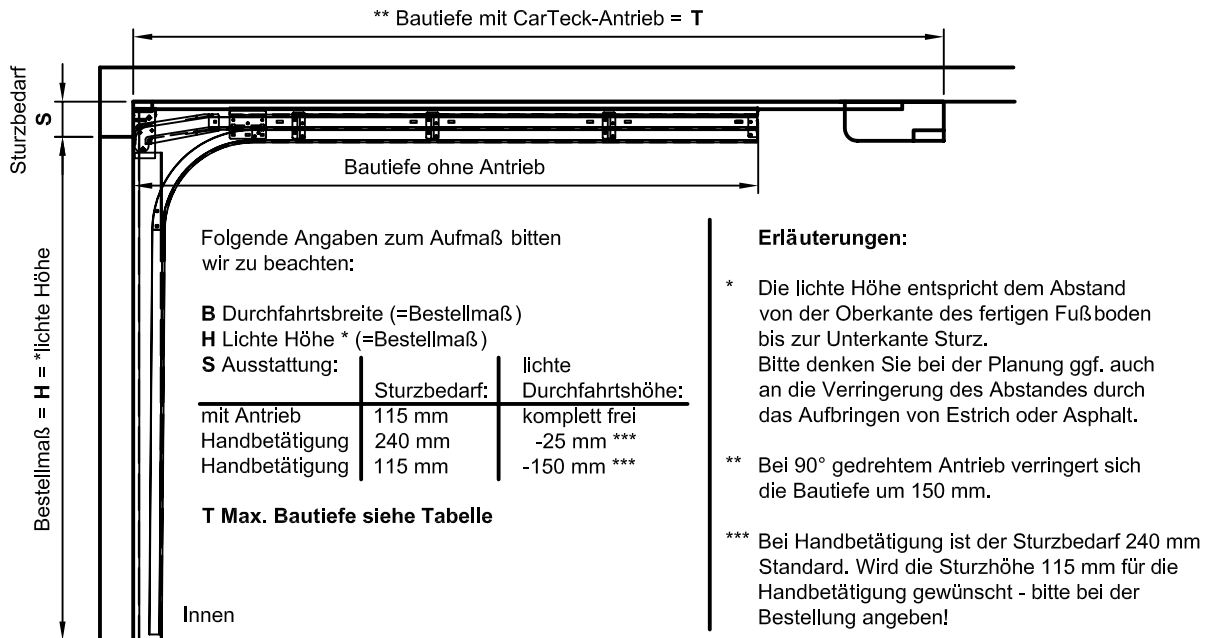 ** Bautiefe mit CarTeck-Antrieb = T
Sturzbedarf
S
Bautiefe ohne Antrieb
Bestellmaß = H = *lichte Höhe
Folgende Angaben zum Aufmaß bitten
wir zu beachten:
B Durchfahrtsbreite (=Bestellmaß)
H Lichte Höhe * (=Bestellmaß)
S Ausstattung: lichte
Sturzbedarf: Durchfahrtshöhe:
mit Antrieb 115 mm komplett frei
Handbetätigung 240 mm -25 mm ***
Handbetätigung 115 mm -150 mm ***
T Max. Bautiefe siehe Tabelle
Innen
Erläuterungen:
* Die lichte Höhe entspricht dem Abstand
von der Oberkante des fertigen Fußboden
bis zur Unterkante Sturz.
Bitte denken Sie bei der Planung ggf. auch
an die Verringerung des Abstandes durch
das Aufbringen von Estrich oder Asphalt.
** Bei 90° gedrehtem Antrieb verringert sich
die Bautiefe um 150 mm.
*** Bei Handbetätigung ist der Sturzbedarf 240 mm
Standard. Wird die Sturzhöhe 115 mm für die
Handbetätigung gewünscht - bitte bei der
Bestellung angeben!